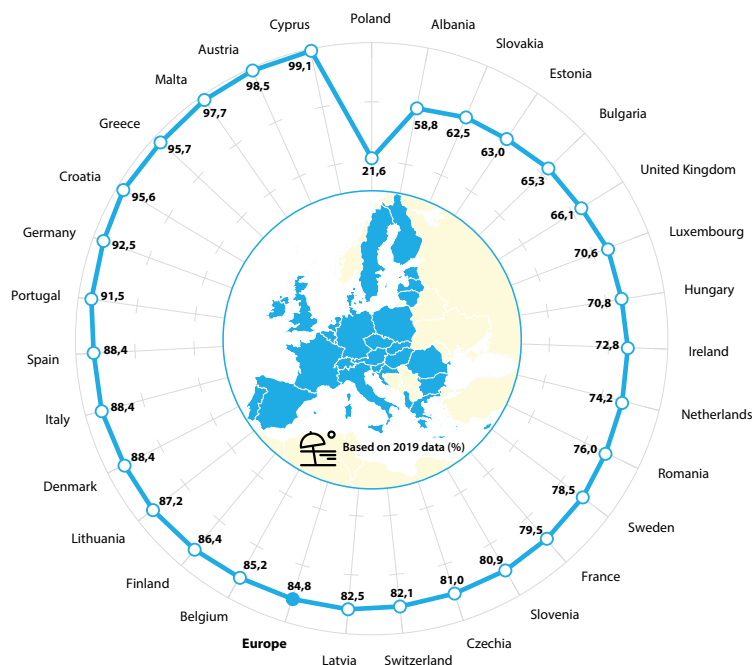 Poland
21,6
Albania
58,8
Slovakia
62,5
Estonia
63,0
Bulgaria
65,3
United Kingdom
66,1
Luxembourg
70,6
Hungary
70,8
Ireland
72,8
Netherlands
74,2
Romania
76,0
Sweden
78,5
France
79,5
Slovenia
80,9
Czechia
81,0
Switzerland
82,1
Latvia
82,5
Europe
84,8
Belgium
85,2
Finland
86,4
Lithuania
87,2
Denmark
88,4
Italy
88,4
Spain
88,4
Portugal
91,5
Germany
92,5
Croatia
95,6
Greece
95,7
Malta
97,7
Austria
98,5
Cyprus
99,1
Based on 2019 data (%)